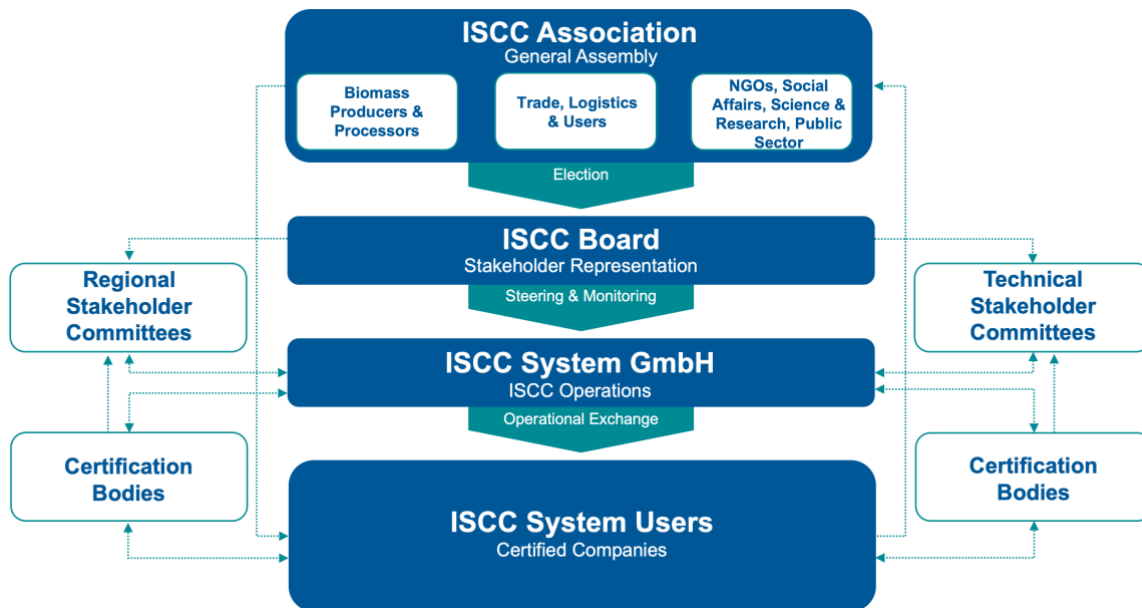 ISCC Association
General Assembly
Biomass
Producers &
Processors
Trade, Logistics
& Users
NGOs, Social
Affairs, Science &
Research, Public
Sector
Election
ISCC Board
Stakeholder Representation
Steering & Monitoring
Regional
Stakeholder
Committees
Technical
Stakeholder
Committees
ISCC System GmbH
ISCC Operations
Operational Exchange
Certification
Bodies
Certification
Bodies
ISCC System Users
Certified Companies